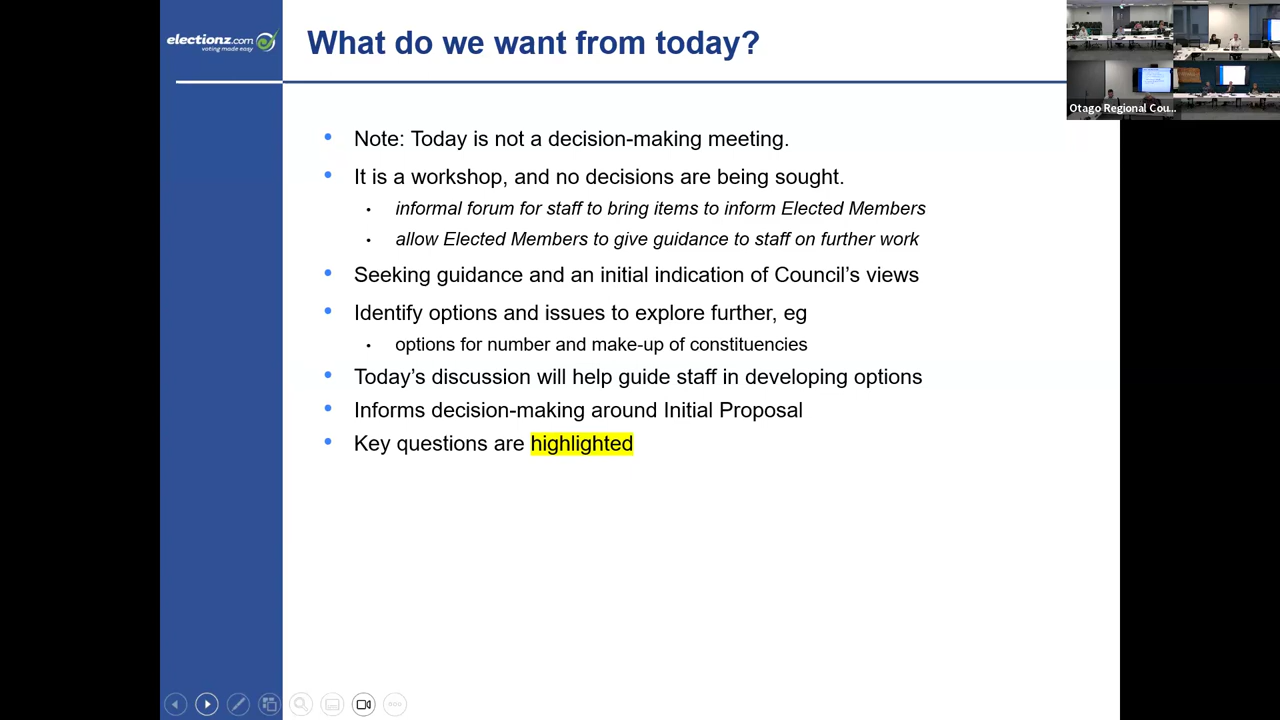 electionz.com
voting made easy
What do we want from today?
Otago Regional Cou...
• Note: Today is not a decision-making meeting.
• It is a workshop, and no decisions are being sought.
• informal forum for staff to bring items to inform Elected Members
• allow Elected Members to give guidance to staff on further work
• Seeking guidance and an initial indication of Council's views
• Identify options and issues to explore further, eg
• options for number and make-up of constituencies
• Today's discussion will help guide staff in developing options
• Informs decision-making around Initial Proposal
• Key questions are highlighted